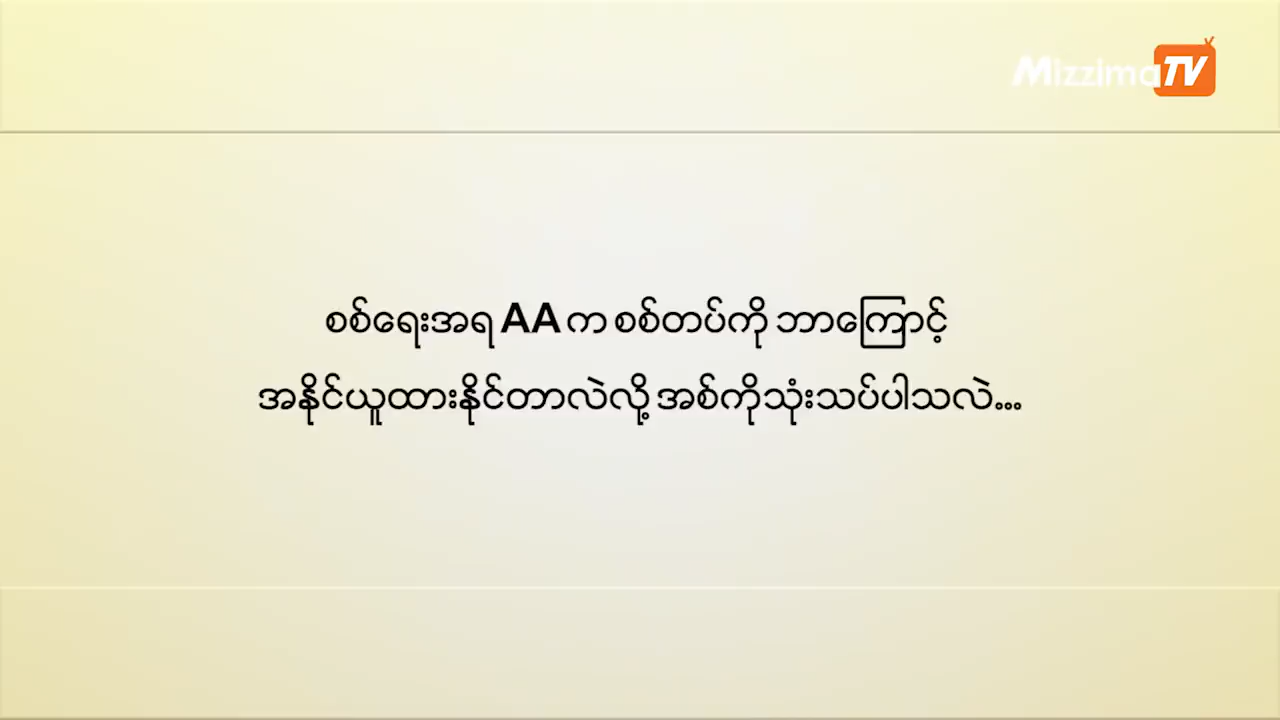 MizzimaTV
စစ်ရေးအရ AA က စစ်တပ်ကို ဘာကြောင့်
အနိုင်ယူထားနိုင်တာလဲလို့ အစ်ကိုသုံးသပ်ပါသလဲ...